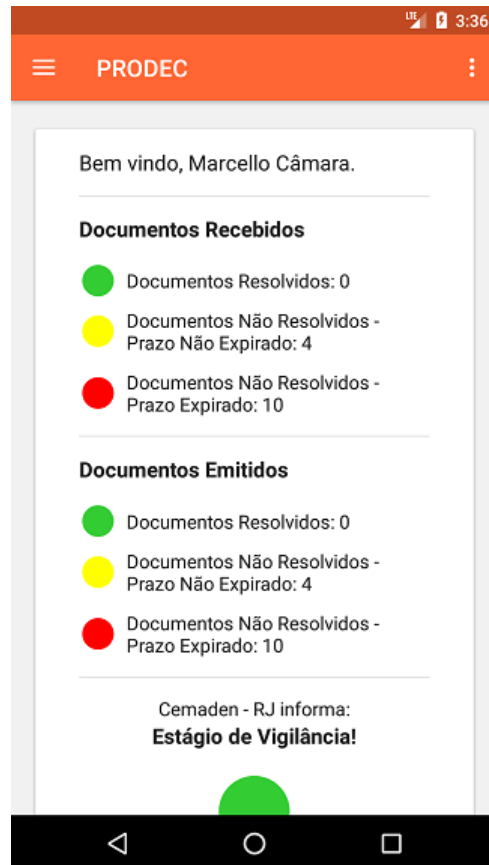 LTE 3:36
PRODEC
Bem vindo, Marcello Câmara.
Documentos Recebidos
Documentos Resolvidos: 0
Documentos Não Resolvidos -
Prazo Não Expirado: 4
Documentos Não Resolvidos -
Prazo Expirado: 10
Documentos Emitidos
Documentos Resolvidos: 0
Documentos Não Resolvidos -
Prazo Não Expirado: 4
Documentos Não Resolvidos -
Prazo Expirado: 10
Cemaden - RJ informa:
Estágio de Vigilância!